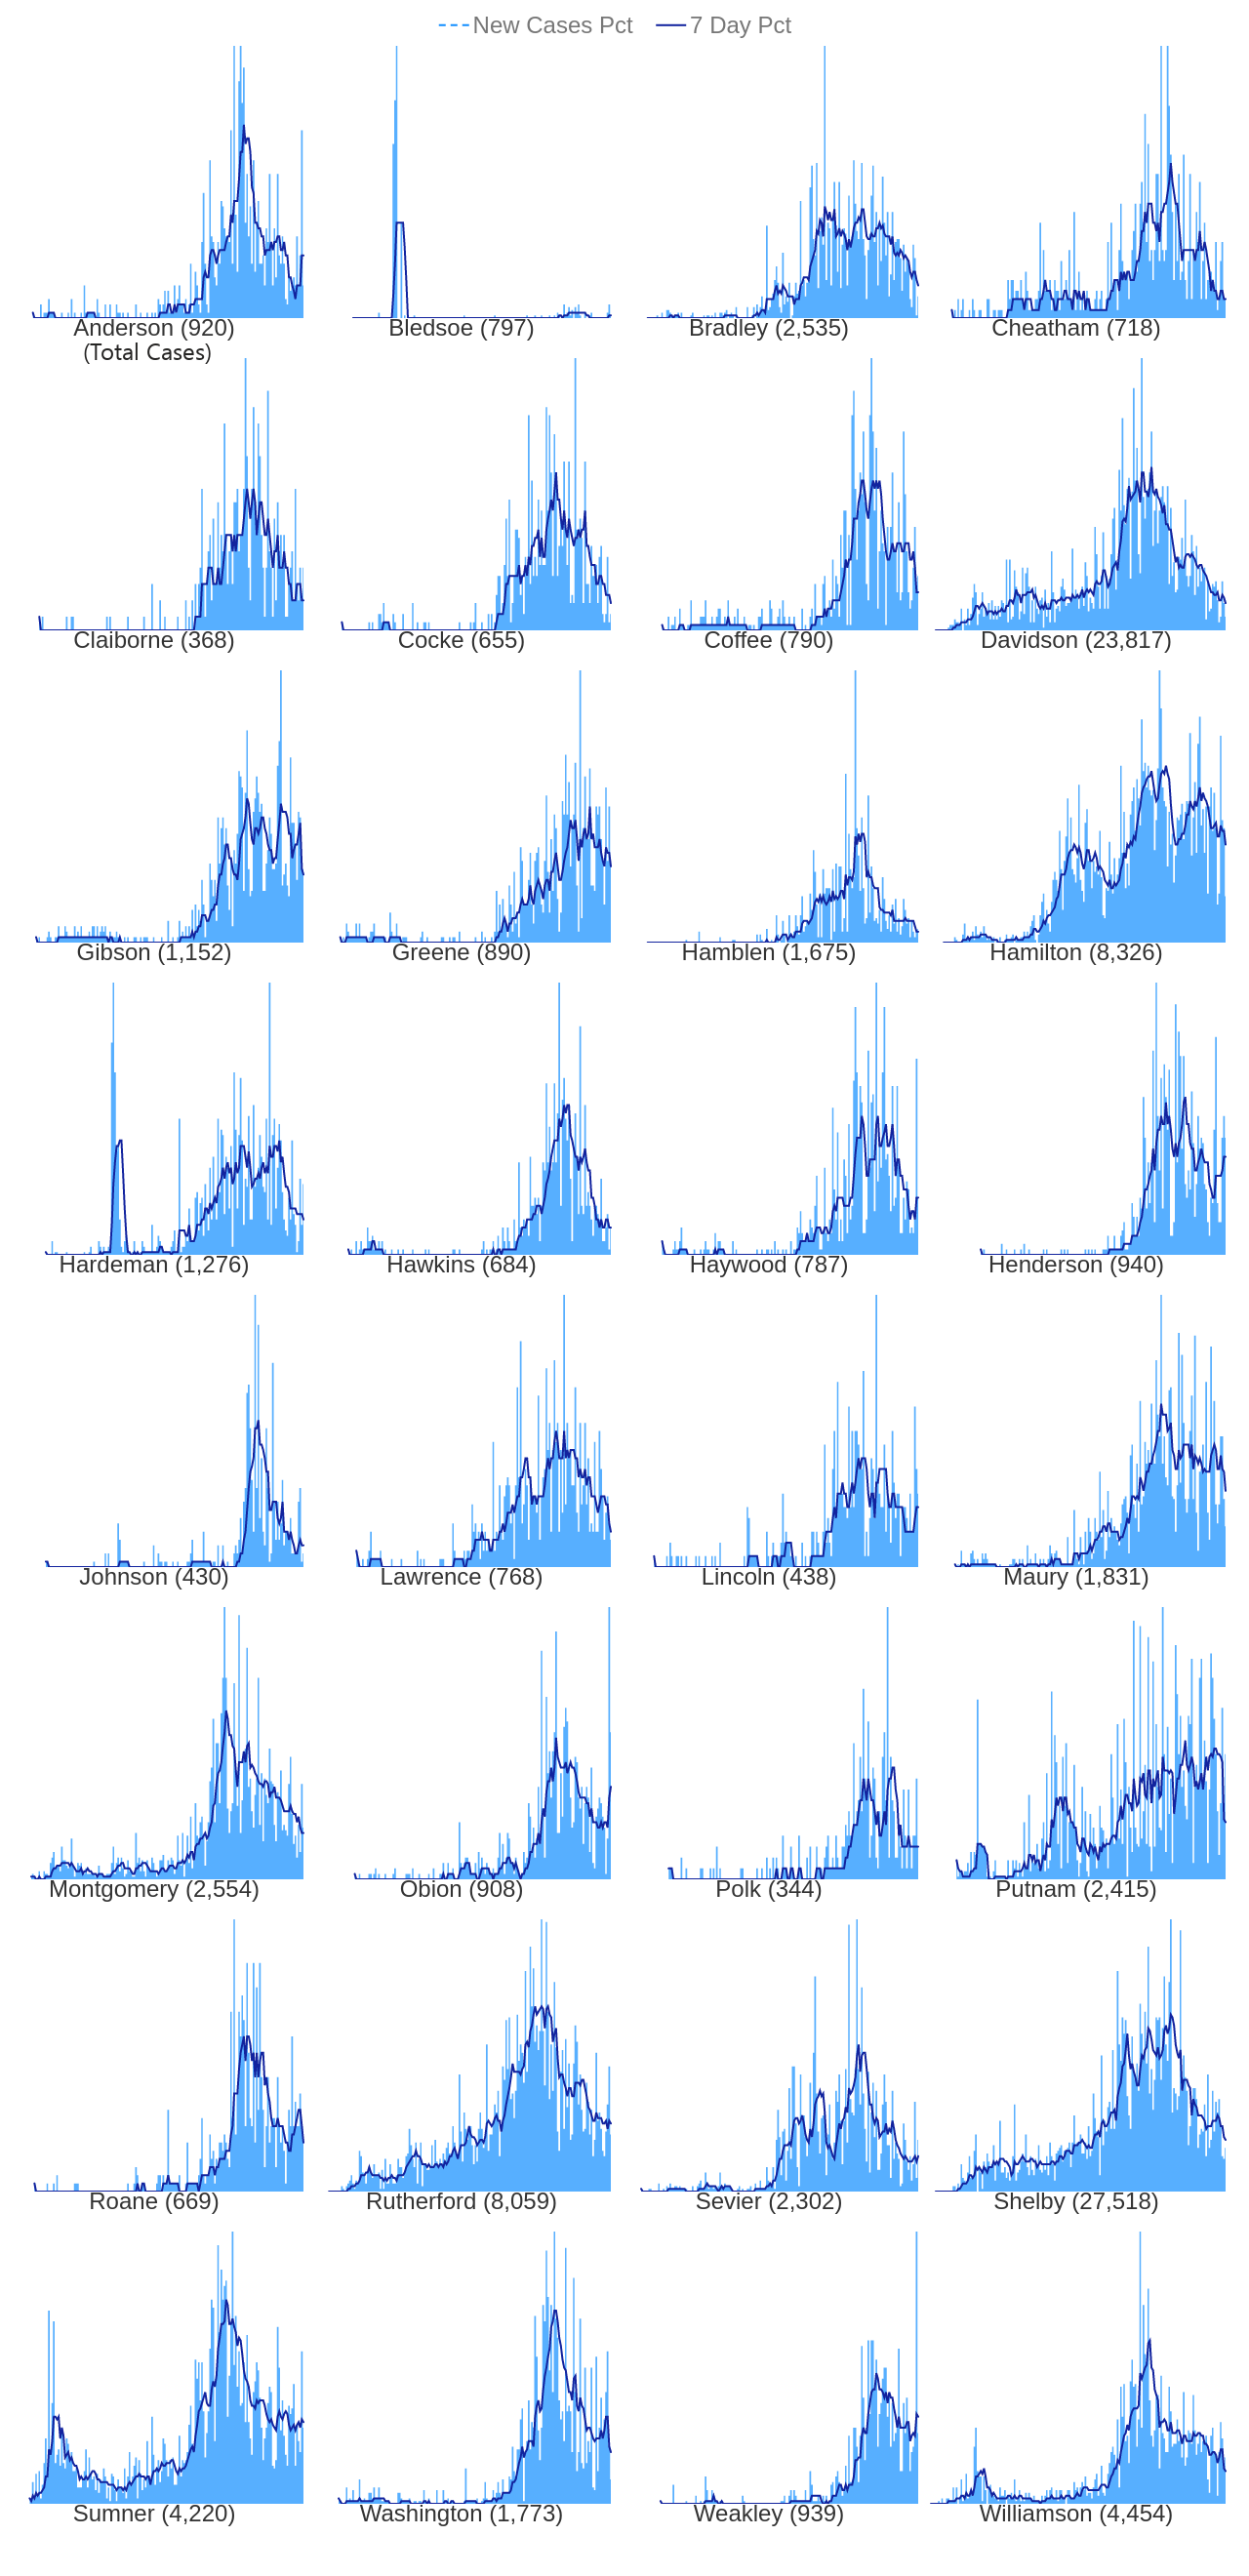 New Cases Pct 7 Day Pct
Anderson (920) Bledsoe (797) Bradley (2,535) Cheatham (718)
(Total Cases)
Claiborne (368) Cocke (655) Coffee (790) Davidson (23,817)
Gibson (1,152) Greene (890) Hamblen (1,675) Hamilton (8,326)
Hardeman (1,276) Hawkins (684) Haywood (787) Henderson (940)
Johnson (430) Lawrence (768) Lincoln (438) Maury (1,831)
Montgomery (2,554) Obion (908) Polk (344) Putnam (2,415)
Roane (669) Rutherford (8,059) Sevier (2,302) Shelby (27,518)
Sumner (4,220) Washington (1,773) Weakley (939) Williamson (4,454)